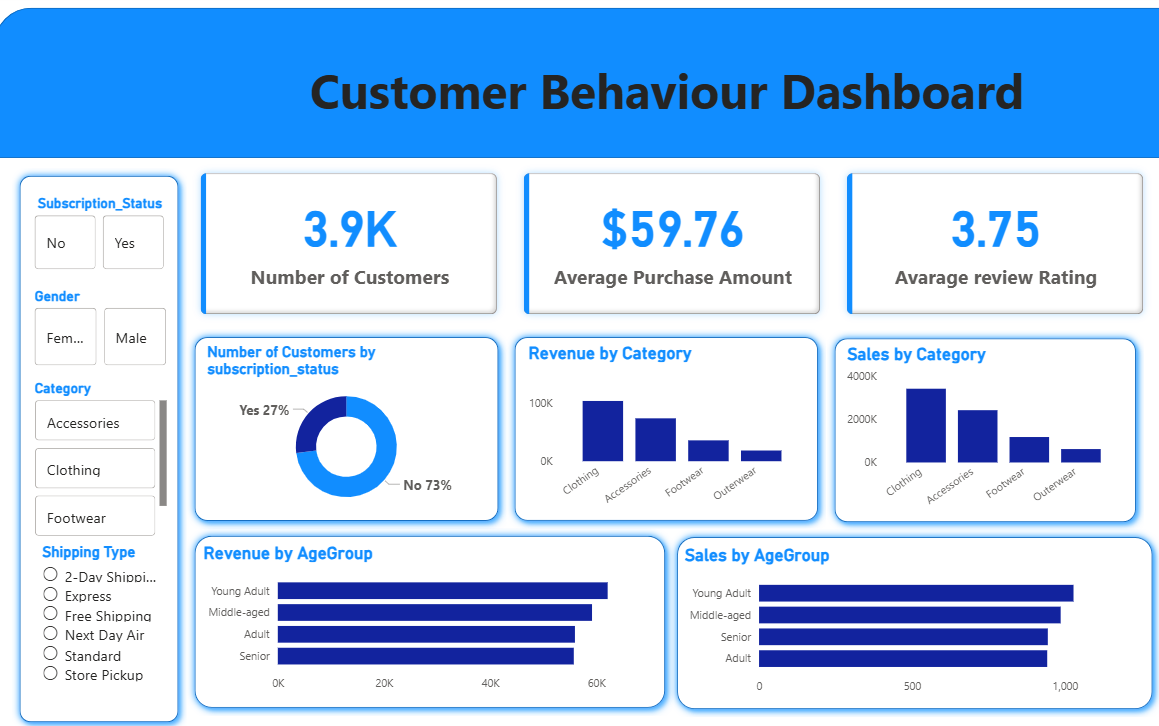 Customer Behaviour Dashboard
Subscription_Status
No
Yes
Gender
Fem...
Male
Category
Accessories
Clothing
Footwear
Shipping Type
2-Day Shippi...
Express
Free Shipping
Next Day Air
Standard
Store Pickup
3.9K
Number of Customers
$59.76
Average Purchase Amount
3.75
Avarage review Rating
Number of Customers by
subscription_status
Yes 27%
No 73%
Revenue by Category
100K
0K
Clothing
Accessories
Footwear
Outerwear
Sales by Category
4000K
2000K
0K
Clothing
Accessories
Footwear
Outerwear
Revenue by AgeGroup
Young Adult
Middle-aged
Adult
Senior
0K
20K
40K
60K
Sales by AgeGroup
Young Adult
Middle-aged
Senior
Adult
0
500
1,000